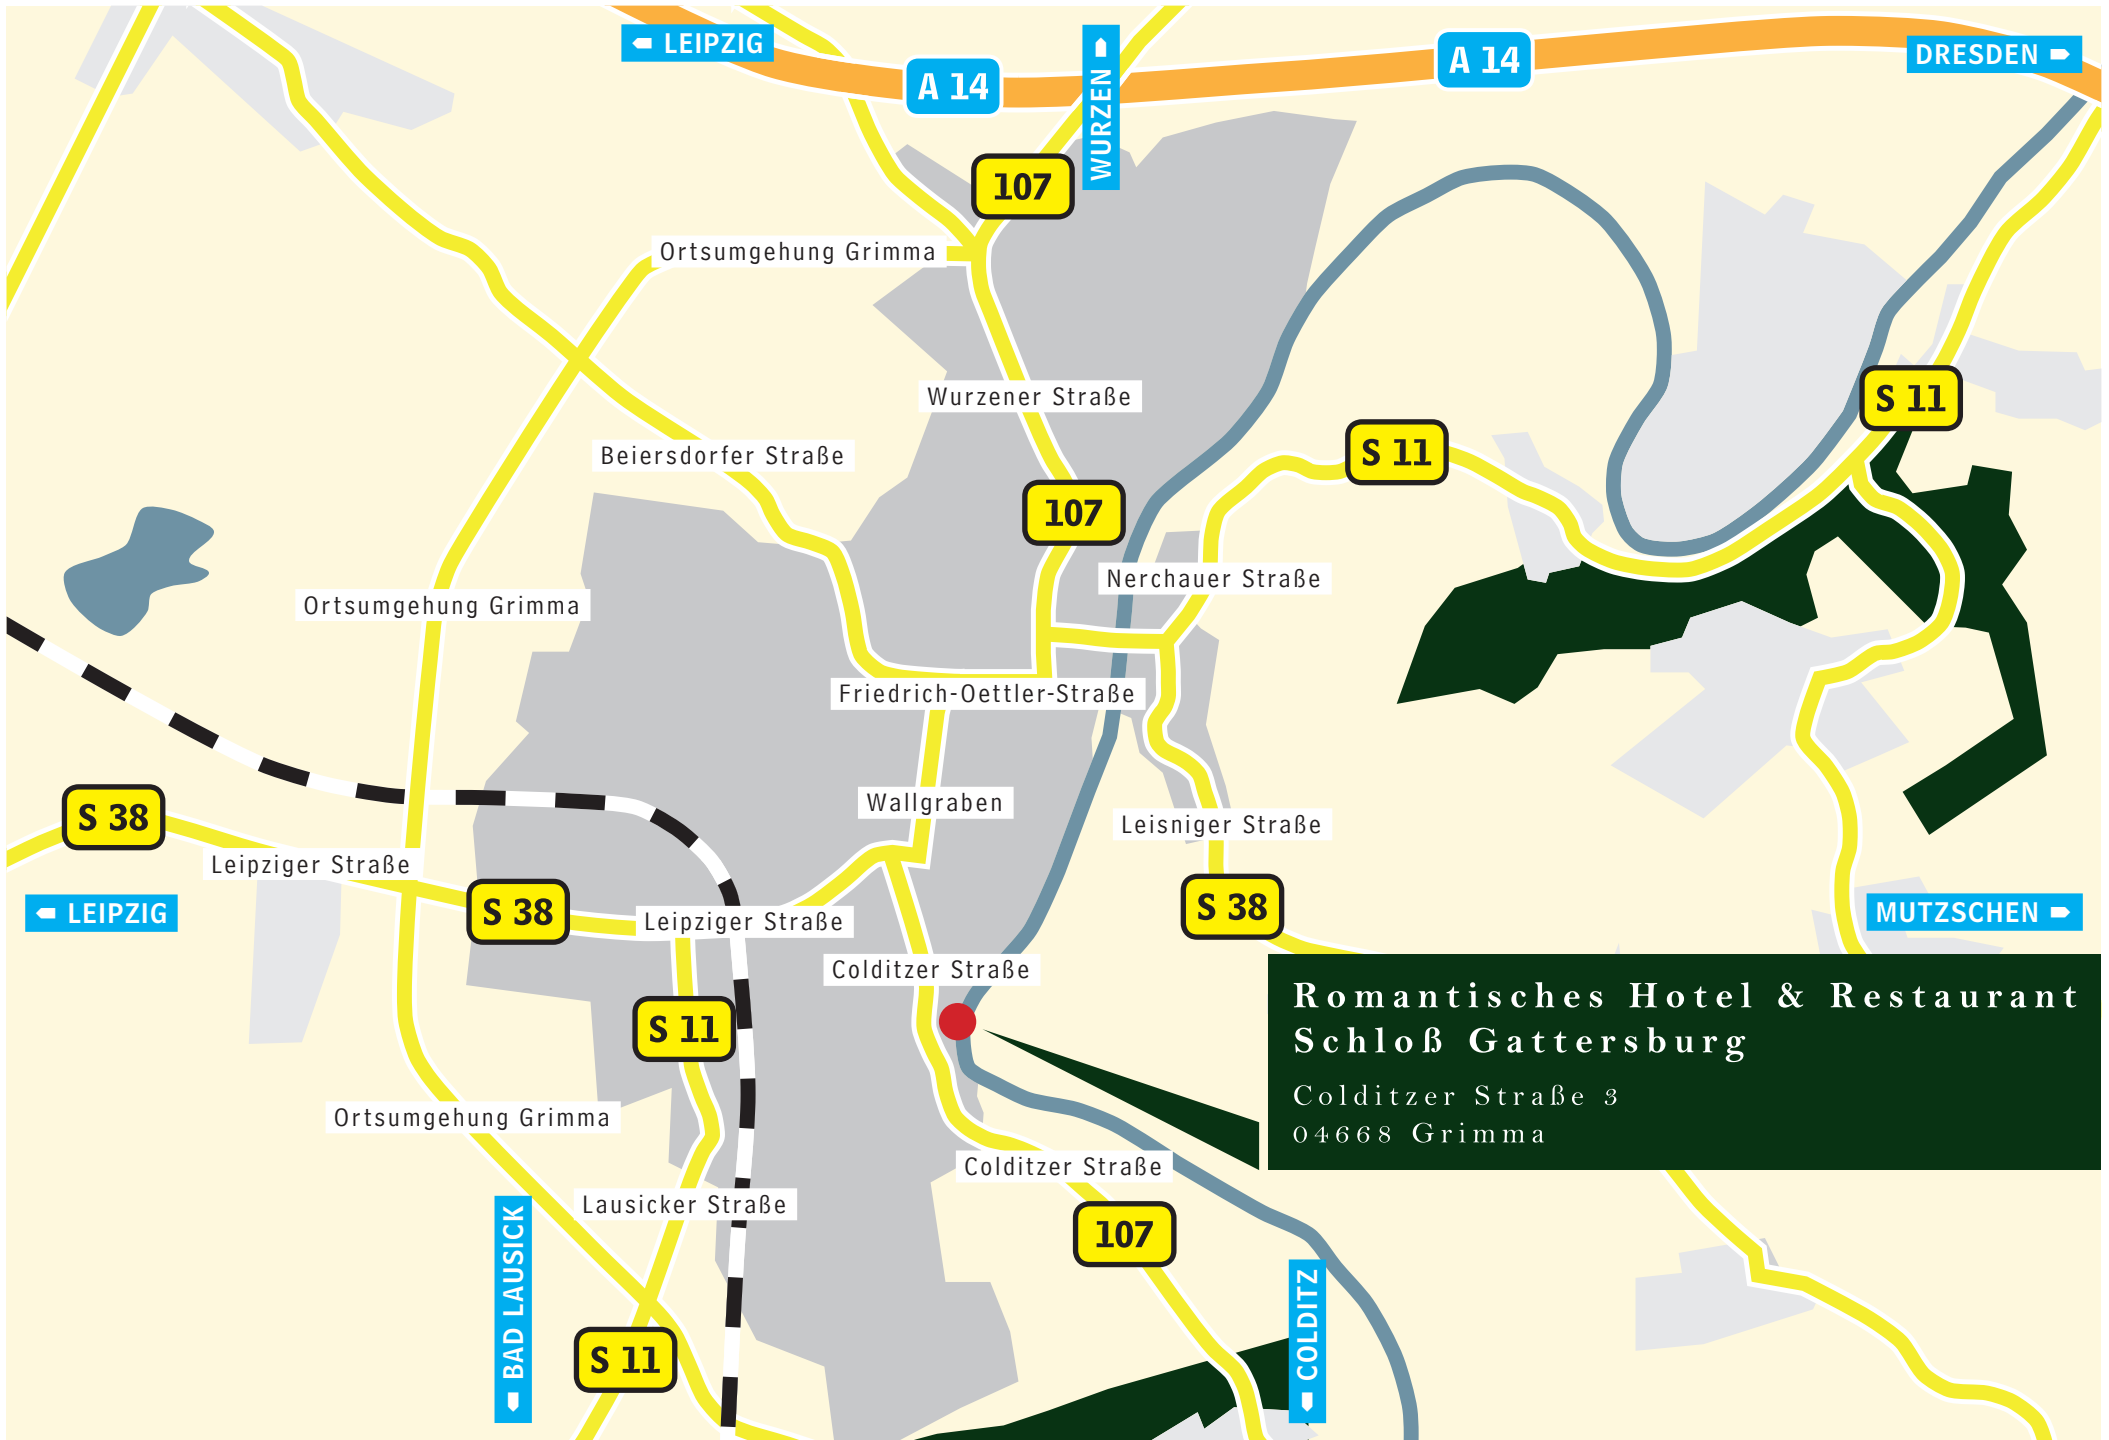 LEIPZIG
A 14
WURZEN
A 14
DRESDEN
107
Ortsumgehung Grimma
Wurzener Straße
S 11
Beiersdorfer Straße
S 11
107
Nerchauer Straße
Ortsumgehung Grimma
Friedrich-Oettler-Straße
Wallgraben
S 38
Leisniger Straße
Leipziger Straße
S 38
S 38
LEIPZIG
MUTZSCHEN
Leipziger Straße
Colditzer Straße
Romantisches Hotel & Restaurant
Schloß Gattersburg
Colditzer Straße 3
04668 Grimma
S 11
Ortsumgehung Grimma
Colditzer Straße
Lausicker Straße
107
BAD LAUSICK
COLDITZ
S 11